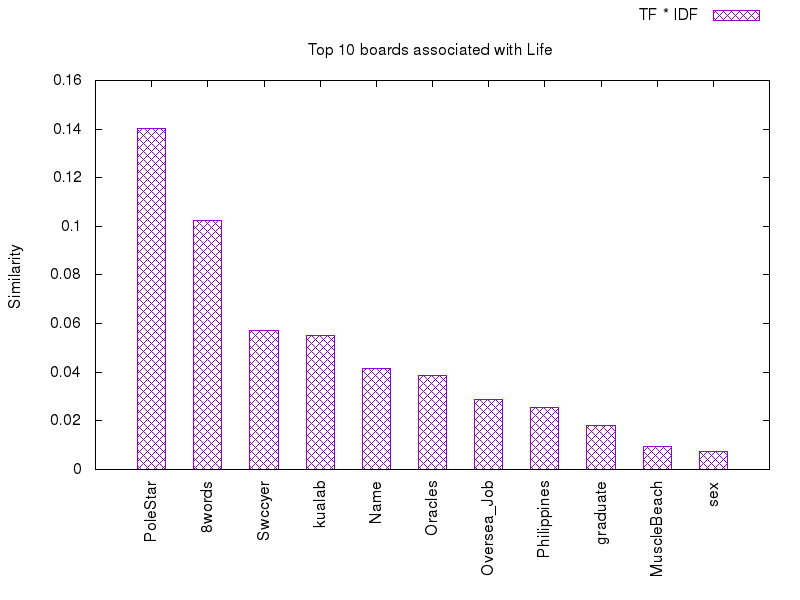 TF * IDF
Top 10 boards associated with Life
Similarity
0.16
0.14
0.12
0.1
0.08
0.06
0.04
0.02
0
PoleStar
8words
Swccyer
kualab
Name
Oracles
Oversea_Job
Philippines
graduate
MuscleBeach
sex